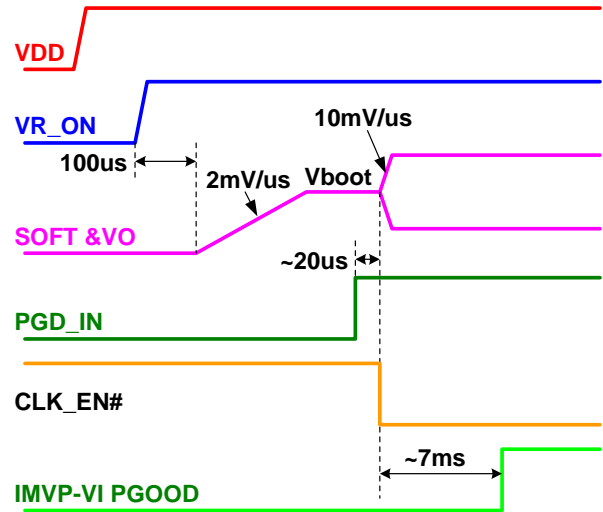 VDD
VR_ON
100us
10mV/us
2mV/us
Vboot
SOFT &VO
~20us
PGD_IN
CLK_EN#
~7ms
IMVP-VI PGOOD